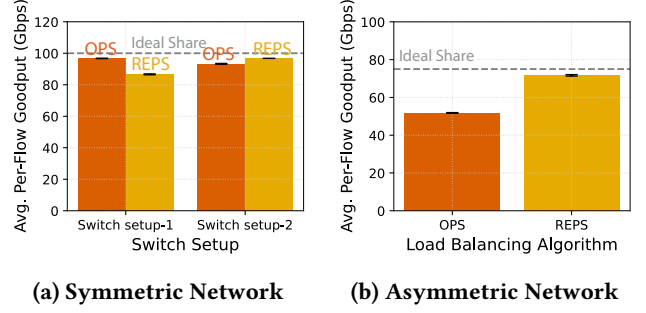 Avg. Per-Flow Goodput (Gbps)
120
100
80
60
40
20
0
OPS
REPS
Ideal Share
OPS
REPS
Switch setup-1
Switch setup-2
Switch Setup
(a) Symmetric Network
Avg. Per-Flow Goodput (Gbps)
100
80
60
40
20
0
Ideal Share
OPS
REPS
Load Balancing Algorithm
(b) Asymmetric Network